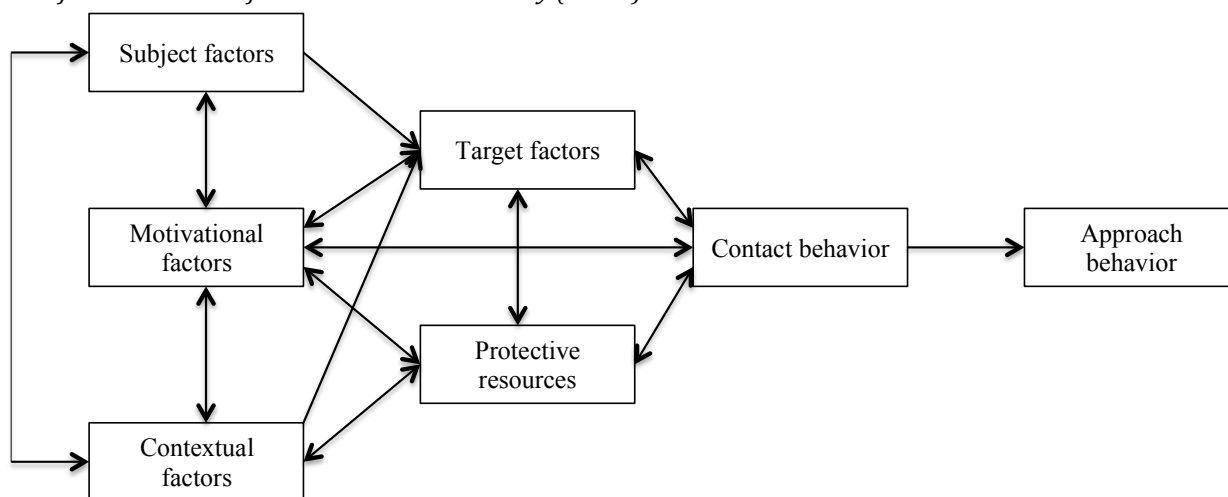 Subject factors
Target factors
Motivational
factors
Contact behavior
Approach
behavior
Protective
resources
Contextual
factors